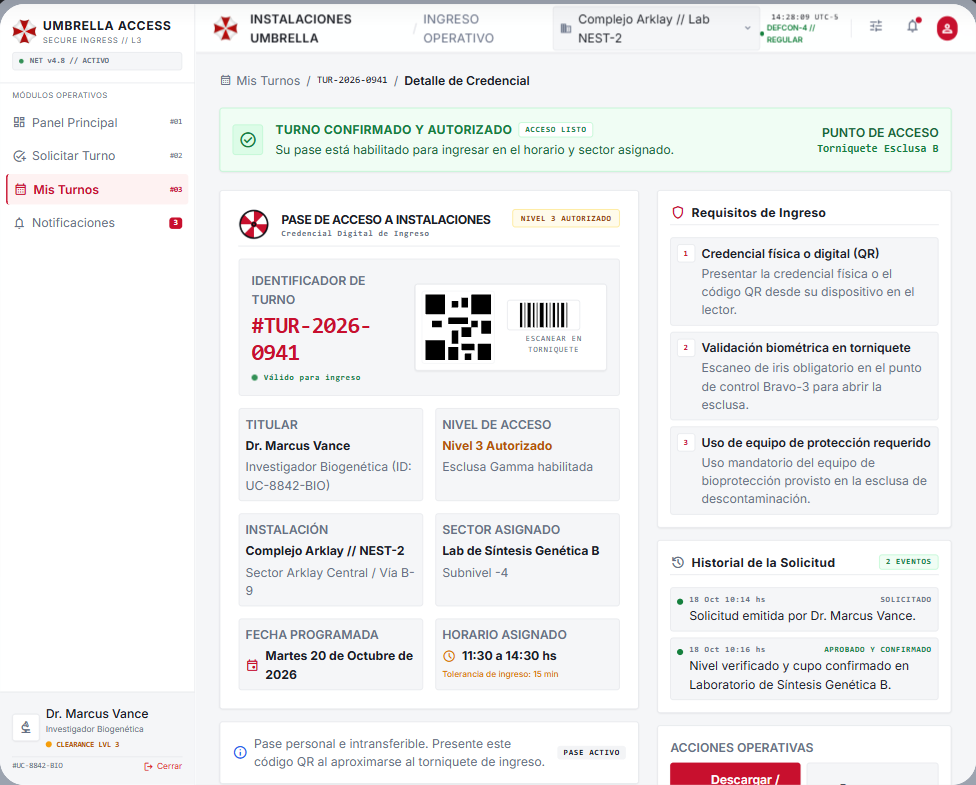 UMBRELLA ACCESS
SECURE INGRESS // L3
NET v4.8 // ACTIVO
MÓDULOS OPERATIVOS
Panel Principal #01
Solicitar Turno #02
Mis Turnos #03
Notificaciones 3
Dr. Marcus Vance
Investigador Biogenética
CLEARANCE LVL 3
#UC-8842-BIO
Cerrar
INSTALACIONES
UMBRELLA
/
INGRESO
OPERATIVO
Complejo Arklay // Lab
NEST-2
14:28:09 UTC-5
DEFCON-4 //
REGULAR
Mis Turnos / TUR-2026-0941 / Detalle de Credencial
TURNO CONFIRMADO Y AUTORIZADO ACCESO LISTO
Su pase está habilitado para ingresar en el horario y sector asignado.
PUNTO DE ACCESO
Torniquete Esclusa B
PASE DE ACCESO A INSTALACIONES
Credencial Digital de Ingreso
NIVEL 3 AUTORIZADO
IDENTIFICADOR DE
TURNO
#TUR-2026-
0941
Válido para ingreso
ESCANEAR EN
TORNIQUETE
TITULAR
Dr. Marcus Vance
Investigador Biogenética (ID:
UC-8842-BIO)
NIVEL DE ACCESO
Nivel 3 Autorizado
Esclusa Gamma habilitada
INSTALACIÓN
Complejo Arklay // NEST-2
Sector Arklay Central / Vía B-
9
SECTOR ASIGNADO
Lab de Síntesis Genética B
Subnivel -4
FECHA PROGRAMADA
Martes 20 de Octubre de
2026
HORARIO ASIGNADO
11:30 a 14:30 hs
Tolerancia de ingreso: 15 min
Pase personal e intransferible. Presente este
código QR al aproximarse al torniquete de ingreso.
PASE ACTIVO
Requisitos de Ingreso
1 Credencial física o digital (QR)
Presentar la credencial física o el
código QR desde su dispositivo en el
lector.
2 Validación biométrica en torniquete
Escaneo de iris obligatorio en el punto
de control Bravo-3 para abrir la
esclusa.
3 Uso de equipo de protección requerido
Uso mandatorio del equipo de
bioprotección provisto en la esclusa de
descontaminación.
Historial de la Solicitud 2 EVENTOS
18 Oct 10:14 hs SOLICITADO
Solicitud emitida por Dr. Marcus Vance.
18 Oct 10:16 hs APROBADO Y CONFIRMADO
Nivel verificado y cupo confirmado en
Laboratorio de Síntesis Genética B.
ACCIONES OPERATIVAS
Descargar /